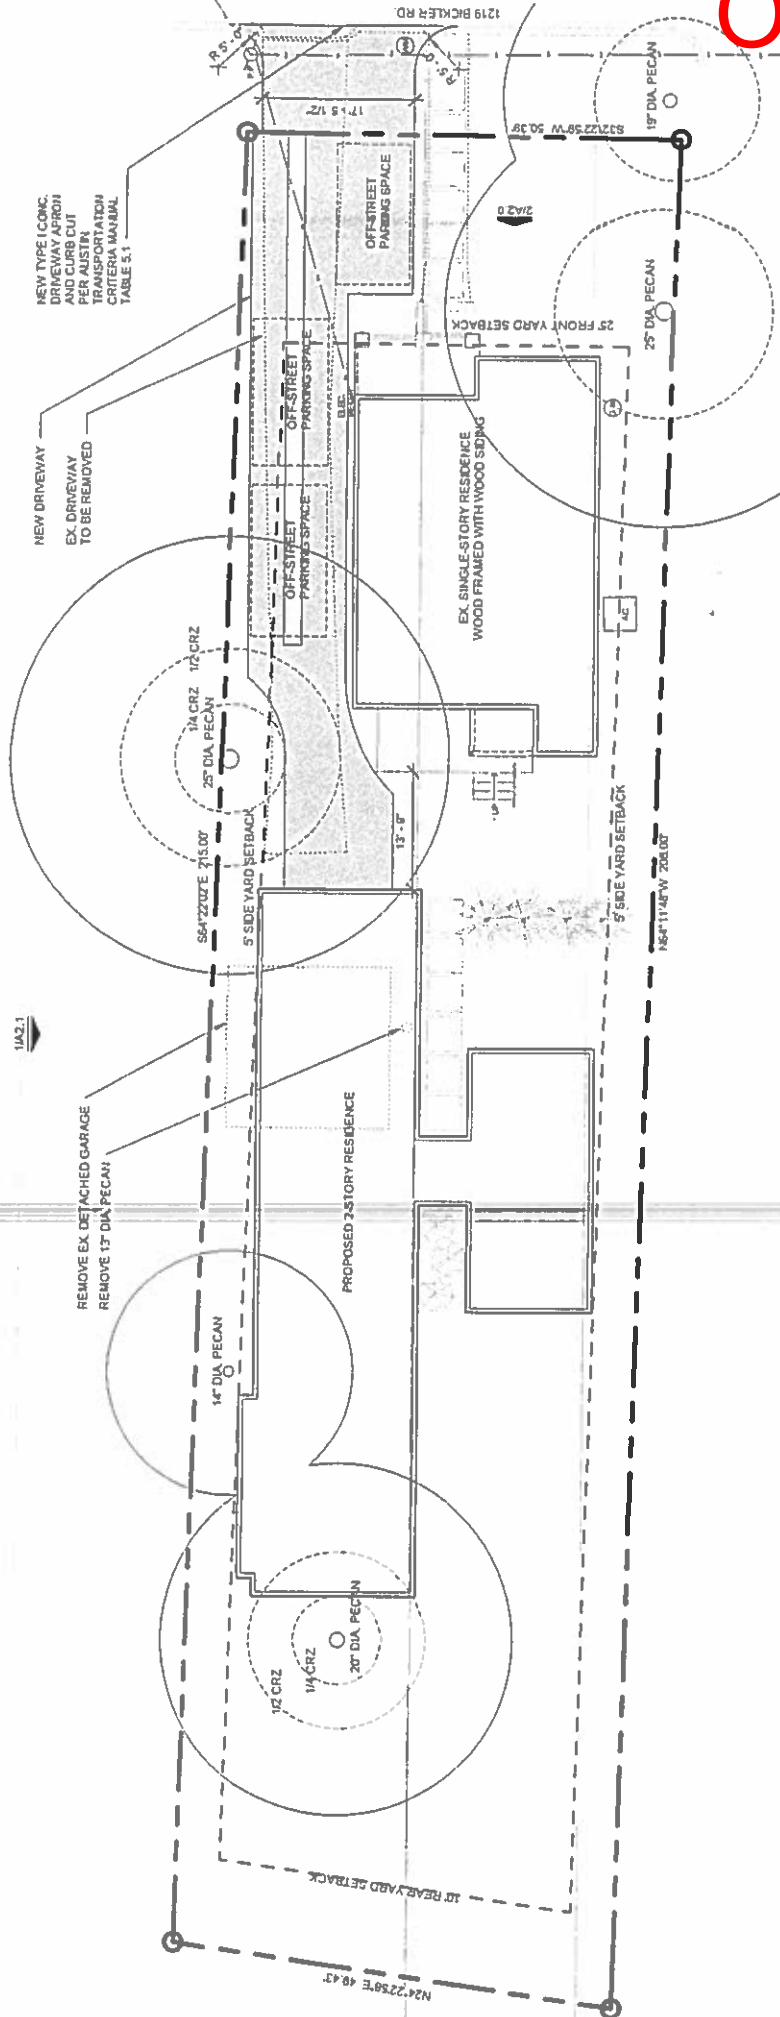 1219 BICKLER RD.
R 5' - 0"
R 5' - 0"
17' - 5 1/2"
NEW TYPE I CONC.
DRIVEWAY APRON
AND CURB CUT
PER AUSTIN
TRANSPORTATION
CRITERIA MANUAL
TABLE 5.1
NEW DRIVEWAY
EX. DRIVEWAY
TO BE REMOVED
OFF-STREET
PARKING SPACE
OFF-STREET
PARKING SPACE
OFF-STREET
PARKING SPACE
S32°22'59"W 50.39'
19" DIA. PECAN
2/A2.0
25' FRONT YARD SETBACK
25" DIA. PECAN
ELEC.
EX. SINGLE-STORY RESIDENCE
WOOD FRAMED WITH WOOD SIDING
AC
UP
1/2 CRZ
1/4 CRZ
25" DIA. PECAN
S64°22'02"E 215.00'
5' SIDE YARD SETBACK
13' - 9"
5' SIDE YARD SETBACK
N64°11'48"W 208.00'
1/A2.1
REMOVE EX. DETACHED GARAGE
REMOVE 13" DIA. PECAN
PROPOSED 2-STORY RESIDENCE
14" DIA. PECAN
20" DIA. PECAN
1/4 CRZ
1/2 CRZ
10' REAR YARD SETBACK
N24°22'58"E 49.43'